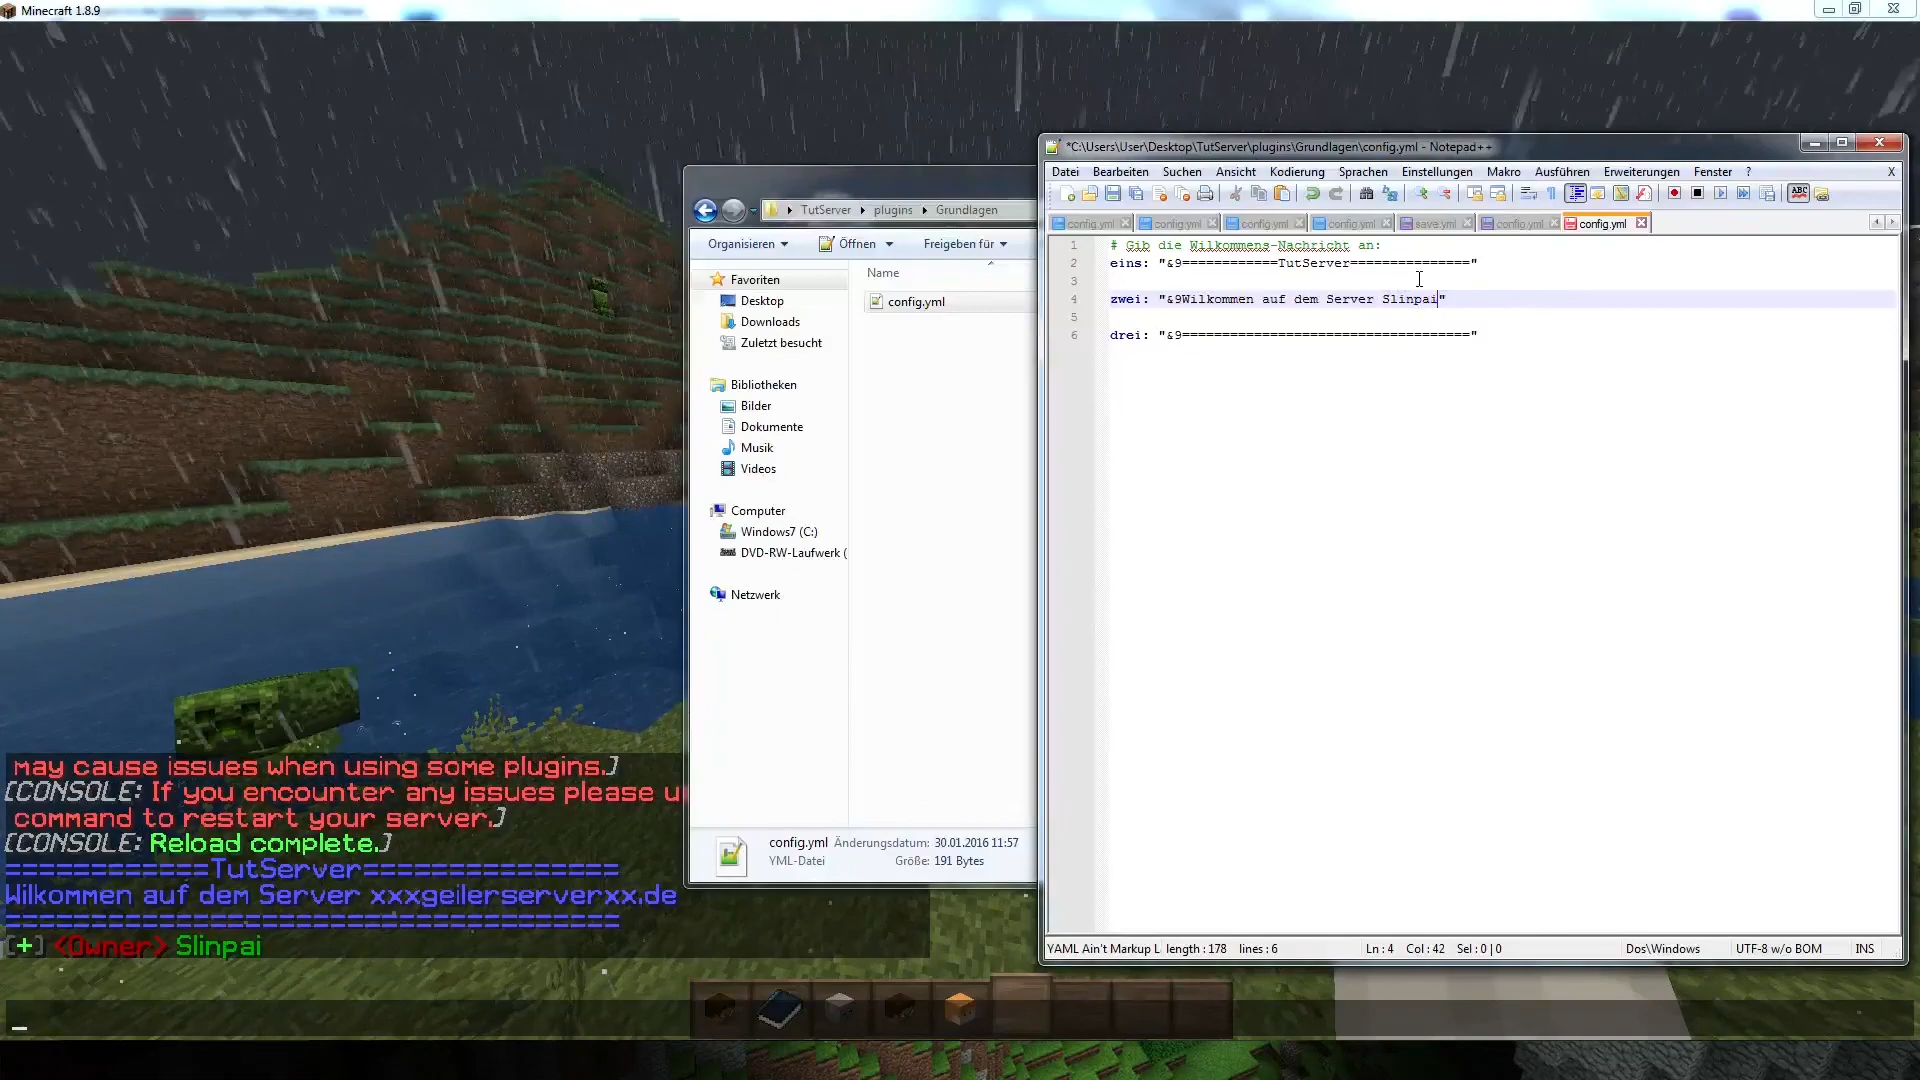 Minecraft 1.8.9
*C:\Users\User\Desktop\TutServer\plugins\Grundlagen\config.yml - Notepad++
Datei Bearbeiten Suchen Ansicht Kodierung Sprachen Einstellungen Makro Ausführen Erweiterungen Fenster ? X
config.yml config.yml config.yml config.yml save.yml config.yml config.yml
1 # Gib die Wilkommens-Nachricht an:
2 eins: "&9============TutServer==============="
3
4 zwei: "&9Wilkommen auf dem Server Slinpai"
5
6 drei: "&9===================================="
YAML Ain't Markup L length : 178 lines : 6 Ln : 4 Col : 42 Sel : 0 | 0 Dos\Windows UTF-8 w/o BOM INS
TutServer plugins Grundlagen
Organisieren Öffnen Freigeben für
Favoriten
Desktop
Downloads
Zuletzt besucht
Bibliotheken
Bilder
Dokumente
Musik
Videos
Computer
Windows7 (C:)
DVD-RW-Laufwerk (
Netzwerk
Name
config.yml
config.yml Änderungsdatum: 30.01.2016 11:57
YML-Datei Größe: 191 Bytes
may cause issues when using some plugins.]
[CONSOLE: If you encounter any issues please u
command to restart your server.]
[CONSOLE: Reload complete.]
============TutServer===============
Wilkommen auf dem Server xxxgeilerserverxx.de
====================================
[+] <Owner> Slinpai
_